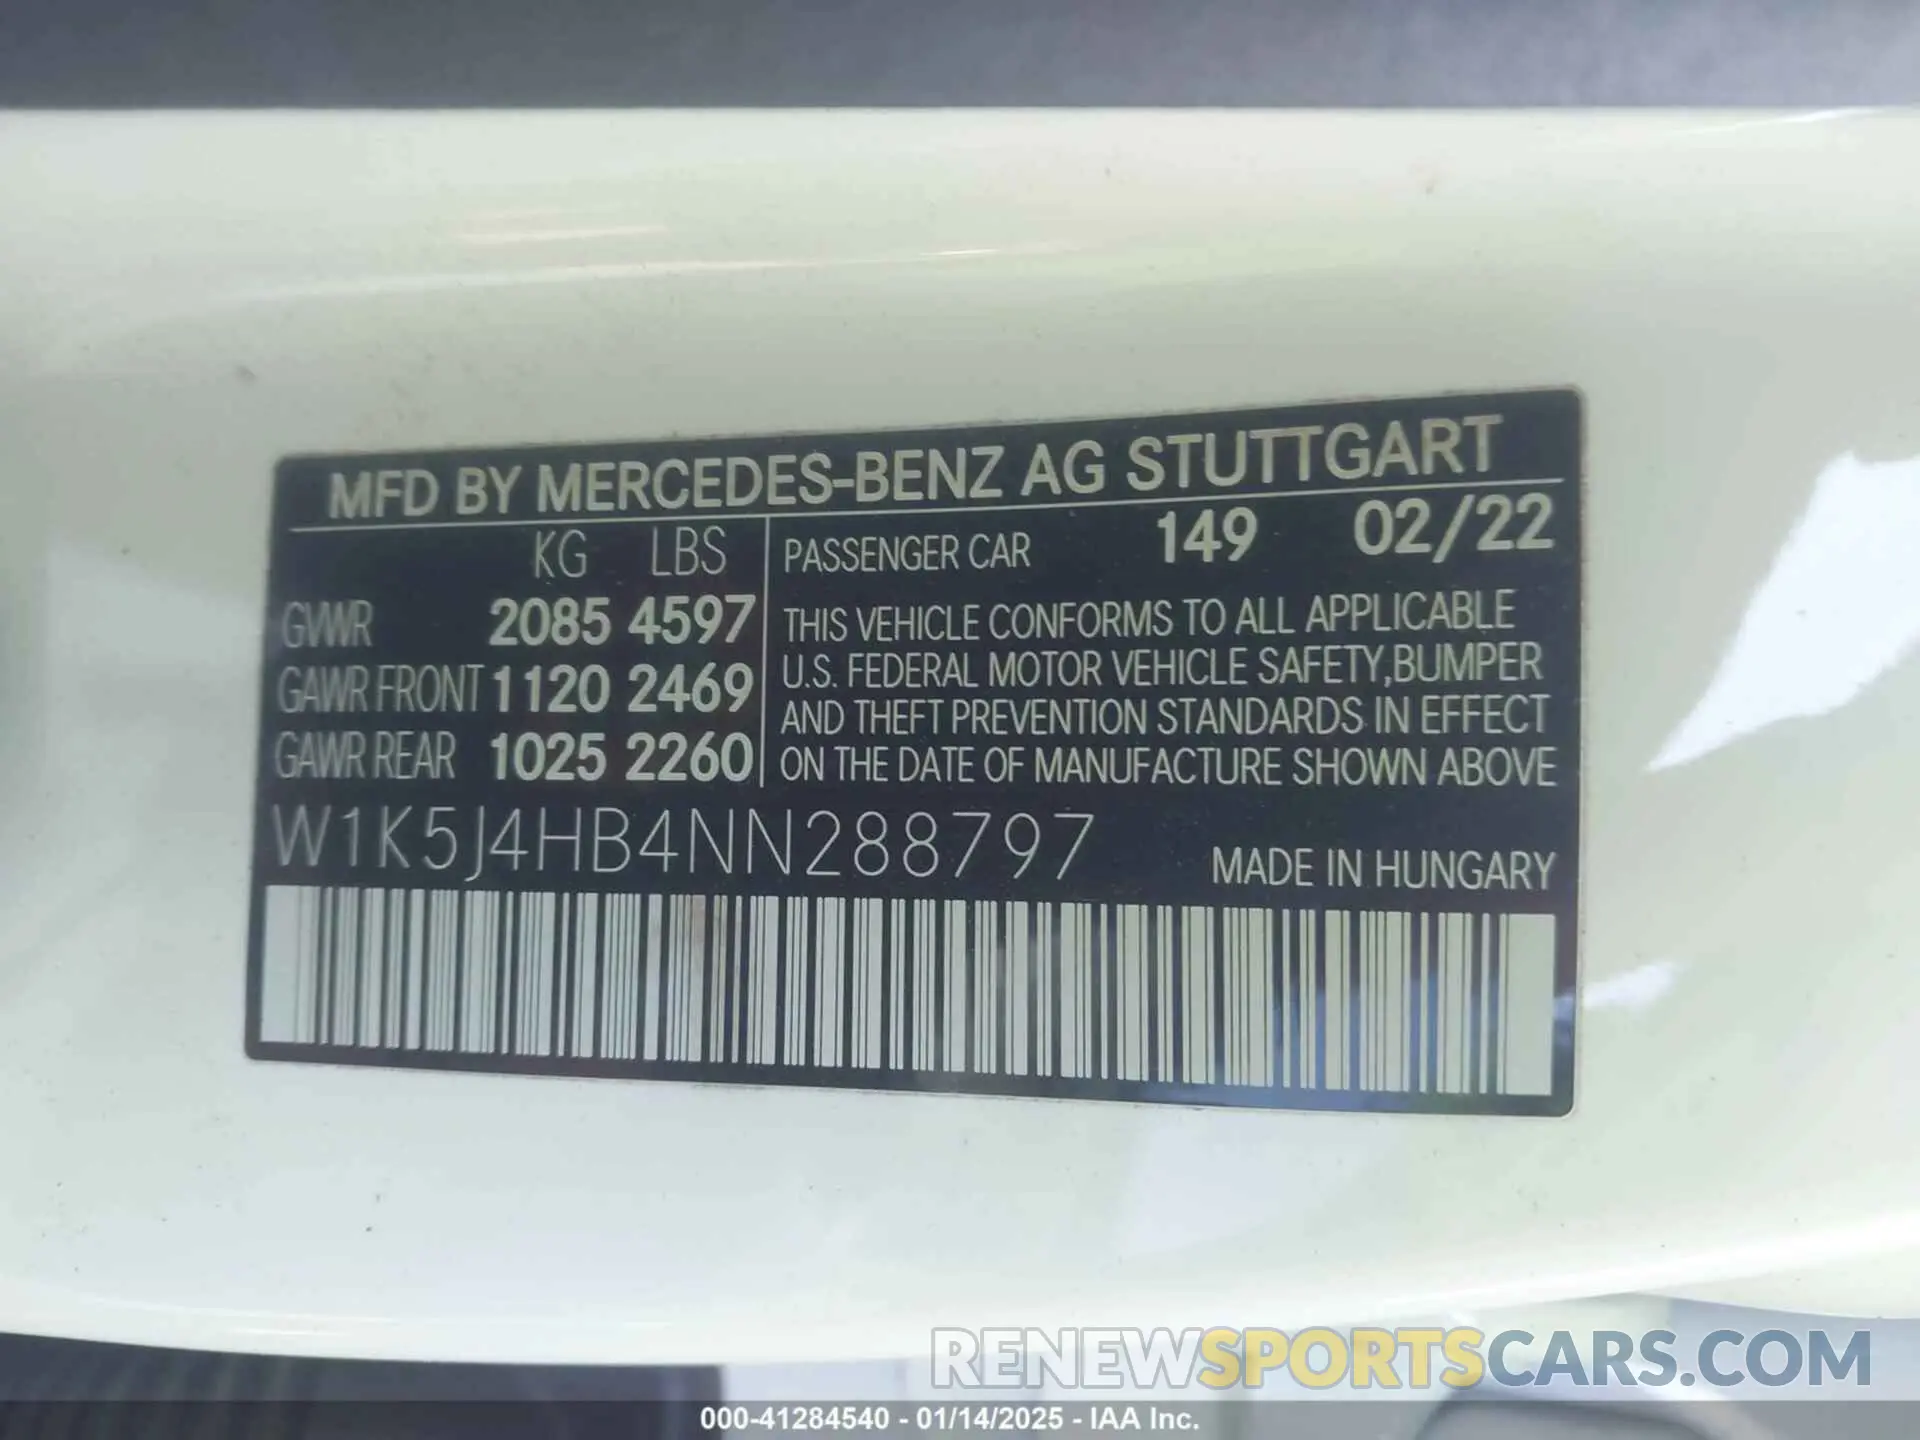 MFD BY MERCEDES-BENZ AG STUTTGART
KG LBS
GVWR 2085 4597
GAWR FRONT 1120 2469
GAWR REAR 1025 2260
PASSENGER CAR 149 02/22
THIS VEHICLE CONFORMS TO ALL APPLICABLE
U.S. FEDERAL MOTOR VEHICLE SAFETY,BUMPER
AND THEFT PREVENTION STANDARDS IN EFFECT
ON THE DATE OF MANUFACTURE SHOWN ABOVE
W1K5J4HB4NN288797
MADE IN HUNGARY
RENEWSPORTSCARS.COM
000-41284540 - 01/14/2025 - IAA Inc.